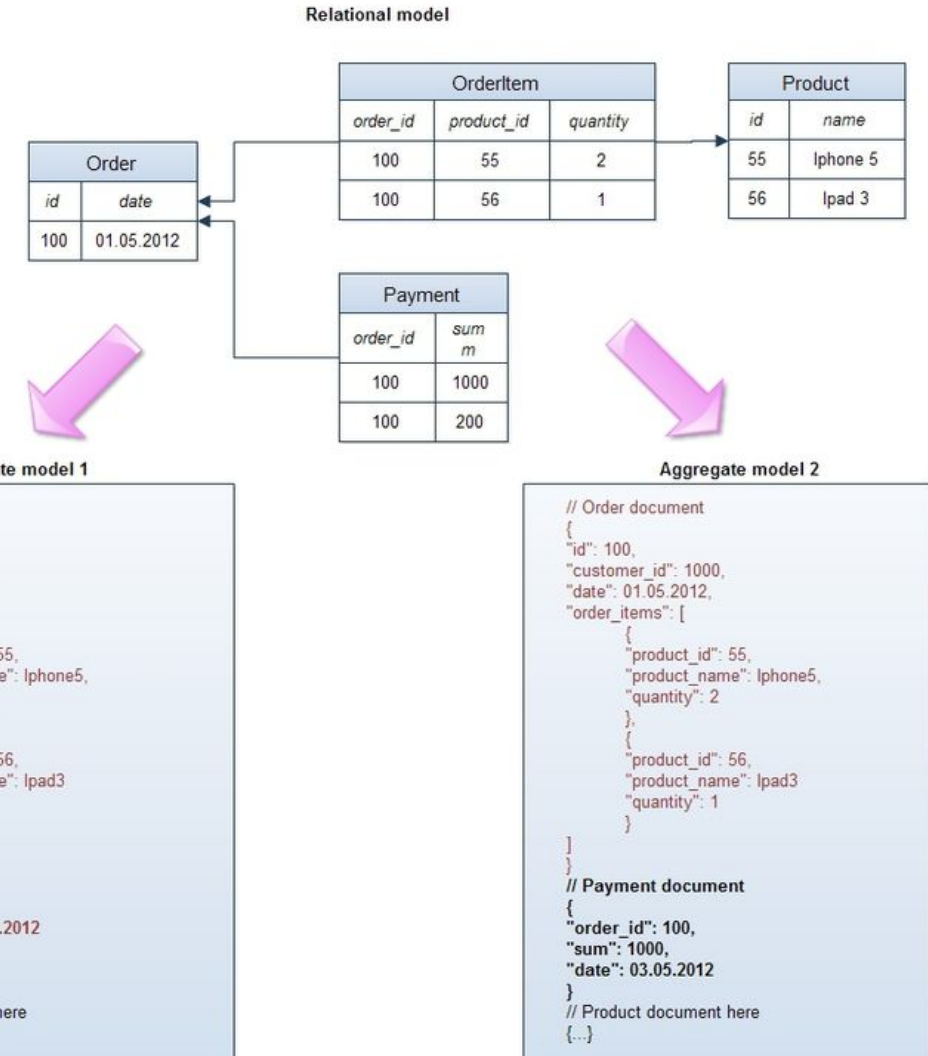 Relational model
OrderItem
order_id product_id quantity
100 55 2
100 56 1
Product
id name
55 Iphone 5
56 Ipad 3
Order
id date
100 01.05.2012
Payment
order_id sum
m
100 1000
100 200
te model 1
55,
e": Iphone5,
56,
e": Ipad3
.2012
here
Aggregate model 2
// Order document
{
"id": 100,
"customer_id": 1000,
"date": 01.05.2012,
"order_items": [
{
"product_id": 55,
"product_name": Iphone5,
"quantity": 2
},
{
"product_id": 56,
"product_name": Ipad3
"quantity": 1
}
]
}
// Payment document
{
"order_id": 100,
"sum": 1000,
"date": 03.05.2012
}
// Product document here
{...}